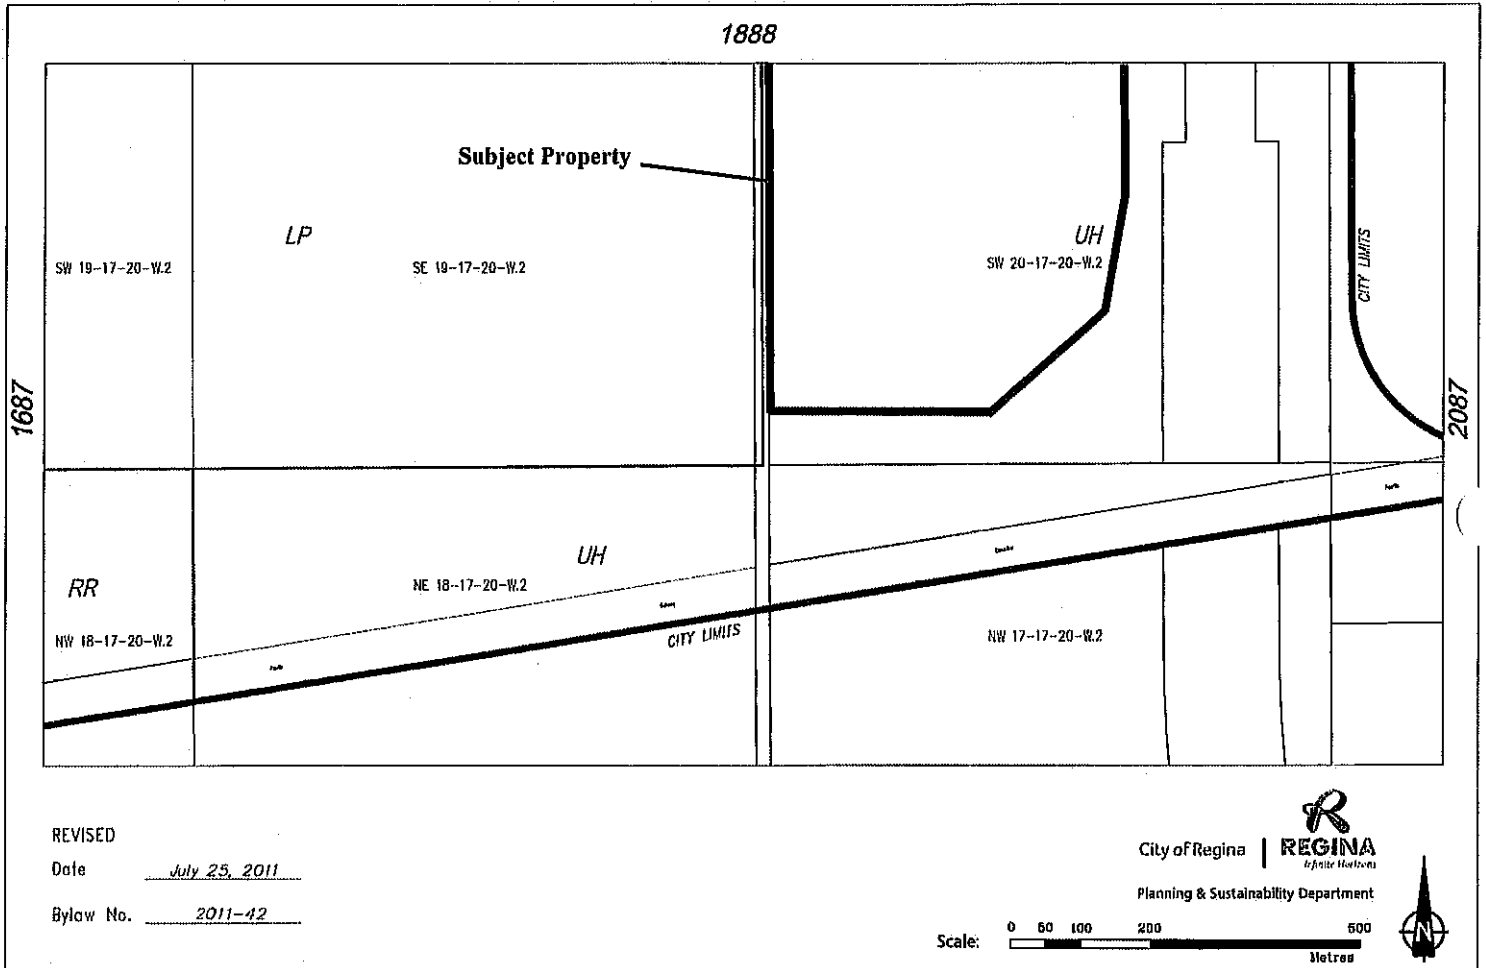 1888
Subject Property
LP
UH
SW 19-17-20-W.2
SE 19-17-20-W.2
SW 20-17-20-W.2
CITY LIMITS
1687
2087
UH
RR
NE 18-17-20-W.2
NW 18-17-20-W.2
CITY LIMITS
NW 17-17-20-W.2
REVISED
Date July 25, 2011
Bylaw No. 2011-42
City of Regina
REGINA
Infinite Horizons
Planning & Sustainability Department
Scale:
0 50 100 200 500
Metres
N